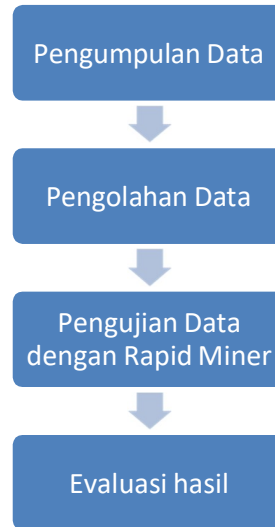 Pengumpulan Data
Pengolahan Data
Pengujian Data
dengan Rapid Miner
Evaluasi hasil